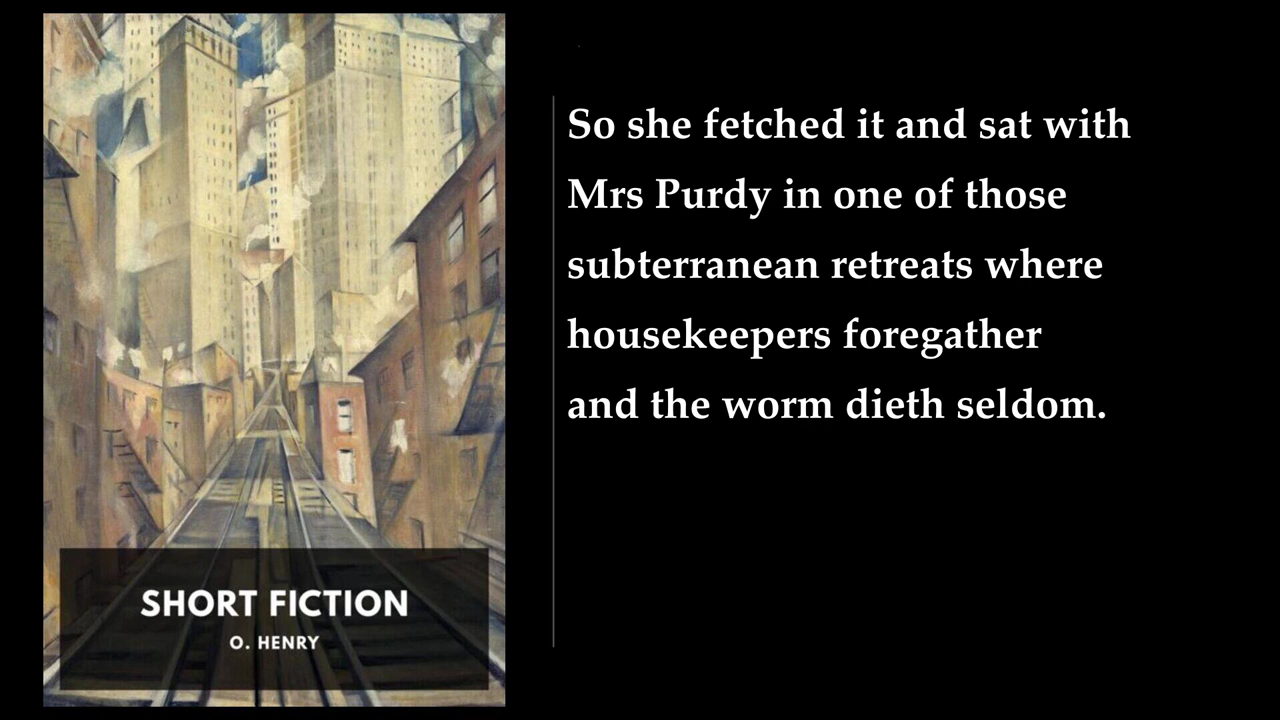 So she fetched it and sat with
Mrs Purdy in one of those
subterranean retreats where
housekeepers foregather
and the worm dieth seldom.
SHORT FICTION
O. HENRY